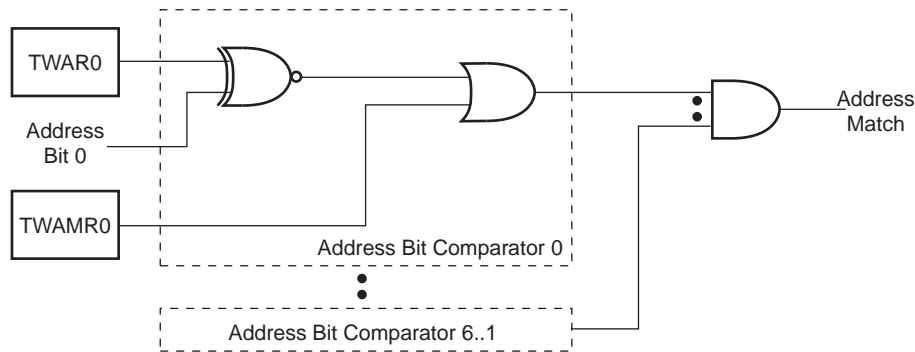 TWAR0
Address
Bit 0
TWAMR0
Address Bit Comparator 0
Address Bit Comparator 6..1
Address
Match